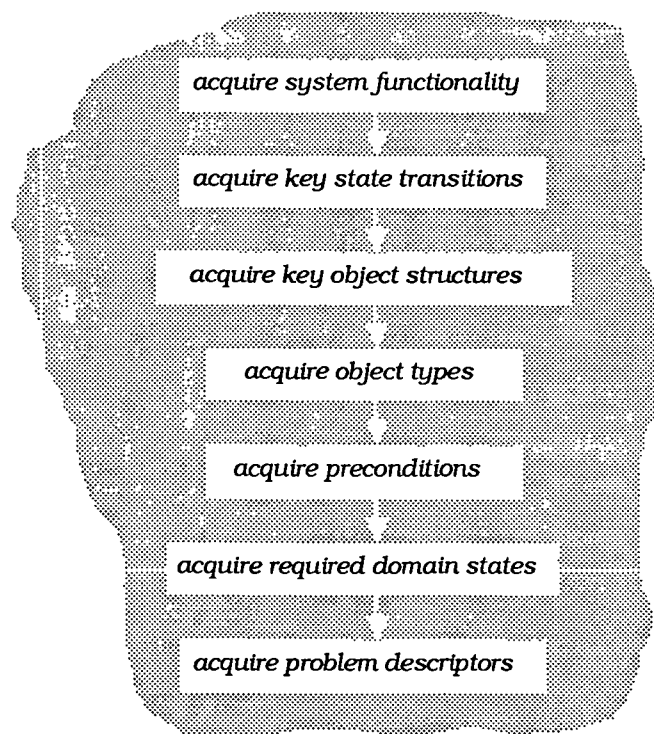 acquire system functionality
acquire key state transitions
acquire key object structures
acquire object types
acquire preconditions
acquire required domain states
acquire problem descriptors